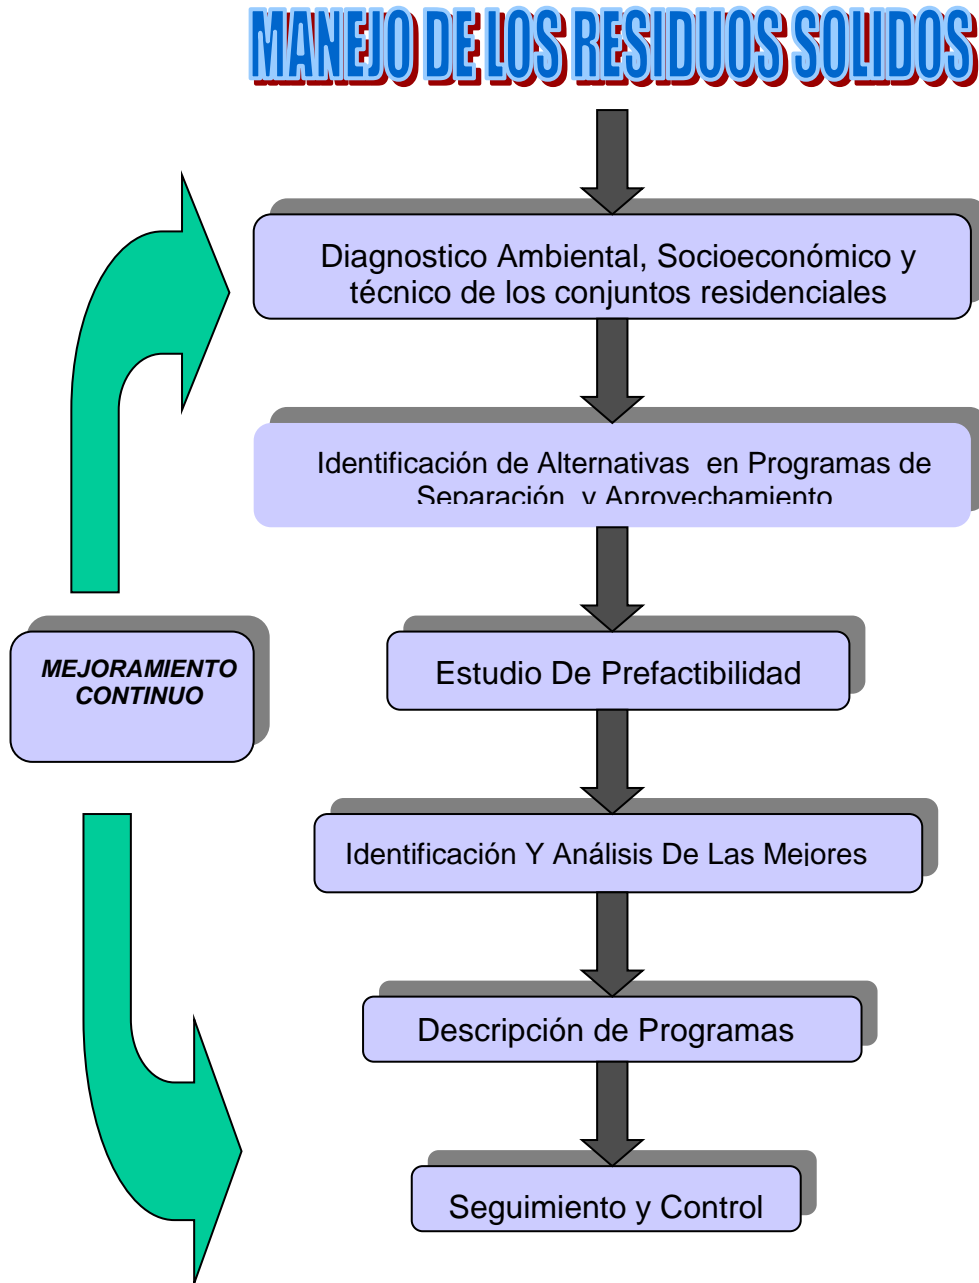 MANEJO DE LOS RESIDUOS SOLIDOS
Diagnostico Ambiental, Socioeconómico y
técnico de los conjuntos residenciales
Identificación de Alternativas en Programas de
Separación y Aprovechamiento
Estudio De Prefactibilidad
MEJORAMIENTO
CONTINUO
Identificación Y Análisis De Las Mejores
Descripción de Programas
Seguimiento y Control